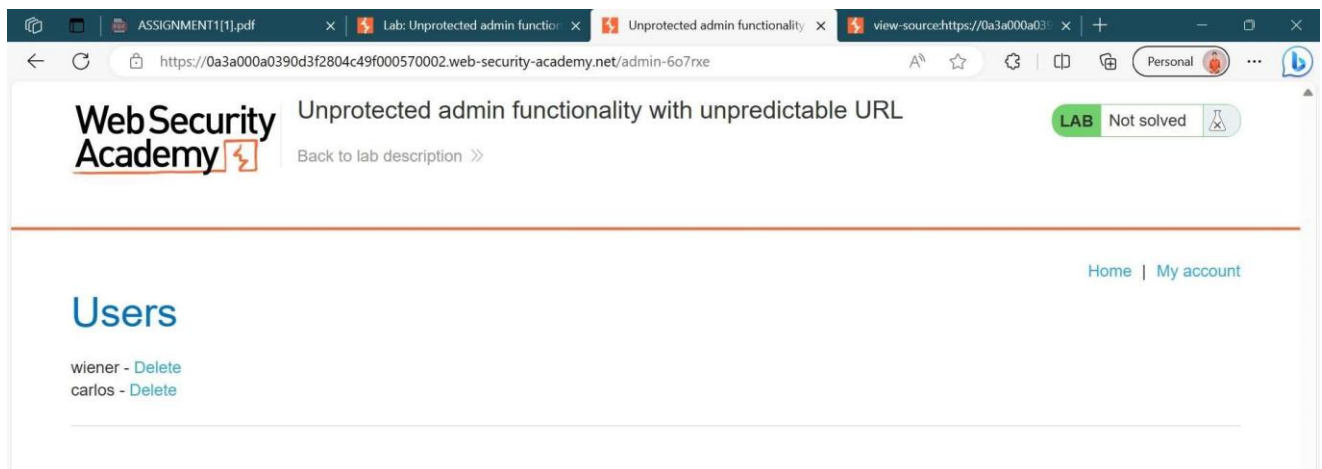 ASSIGNMENT1[1].pdf
Lab: Unprotected admin function
Unprotected admin functionality
view-source:https://0a3a000a039
https://0a3a000a0390d3f2804c49f000570002.web-security-academy.net/admin-6o7rxe
Personal
Web Security
Academy
Unprotected admin functionality with unpredictable URL
Back to lab description
LAB Not solved
Home | My account
Users
wiener - Delete
carlos - Delete